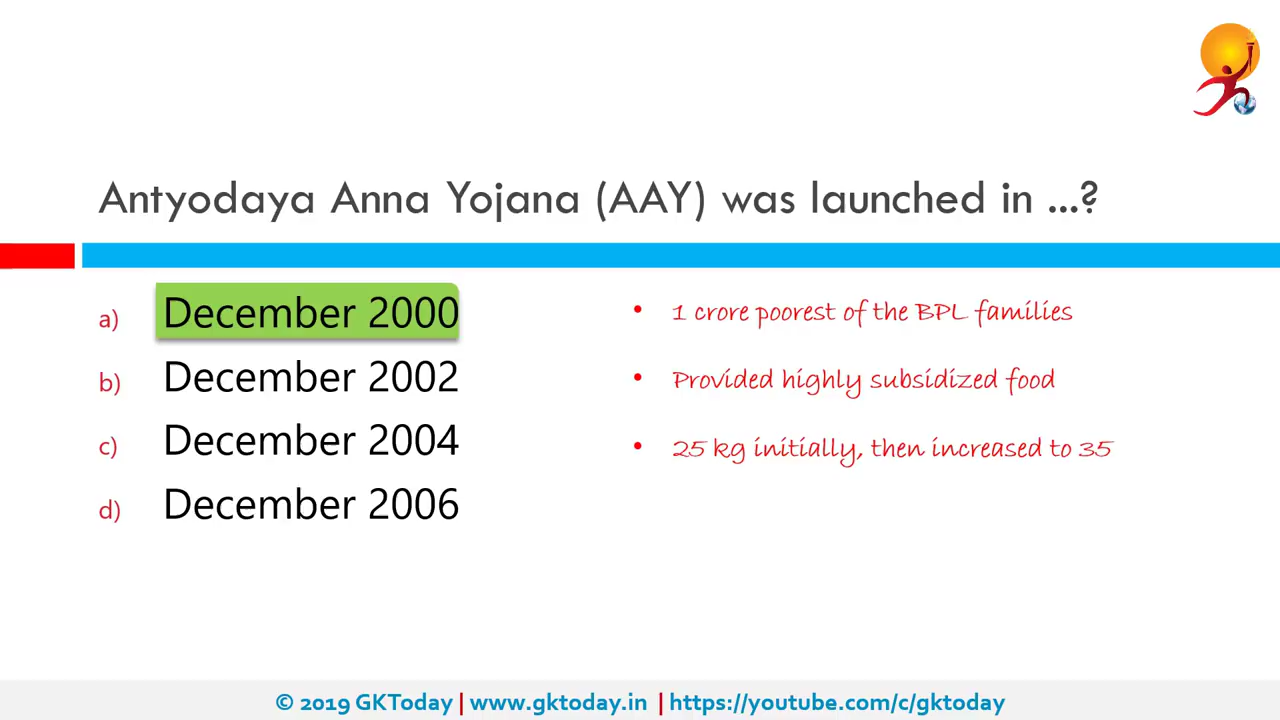 Antyodaya Anna Yojana (AAY) was launched in ...?
a) December 2000
b) December 2002
c) December 2004
d) December 2006
• 1 crore poorest of the BPL families
• Provided highly subsidized food
• 25 kg initially, then increased to 35
© 2019 GKToday | www.gktoday.in | https://youtube.com/c/gktoday